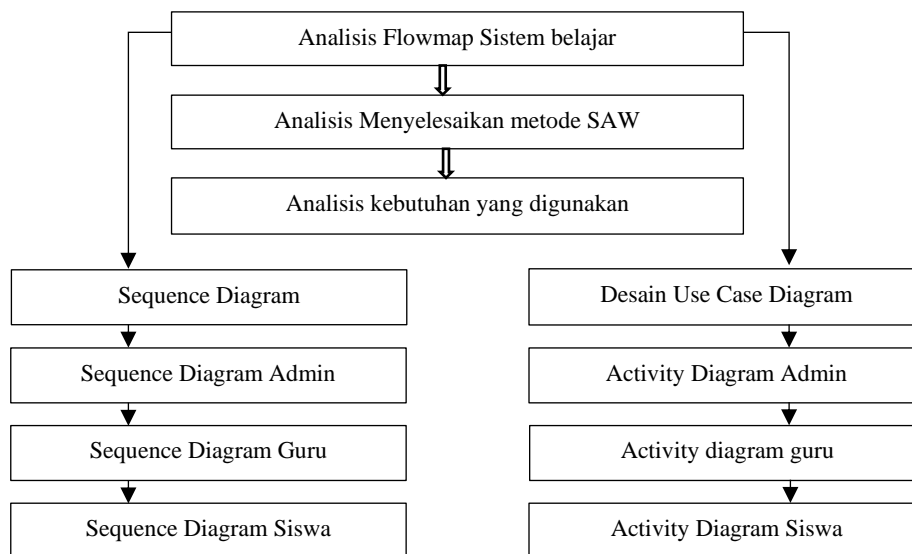 Analisis Flowmap Sistem belajar
Analisis Menyelesaikan metode SAW
Analisis kebutuhan yang digunakan
Sequence Diagram
Desain Use Case Diagram
Sequence Diagram Admin
Activity Diagram Admin
Sequence Diagram Guru
Activity diagram guru
Sequence Diagram Siswa
Activity Diagram Siswa